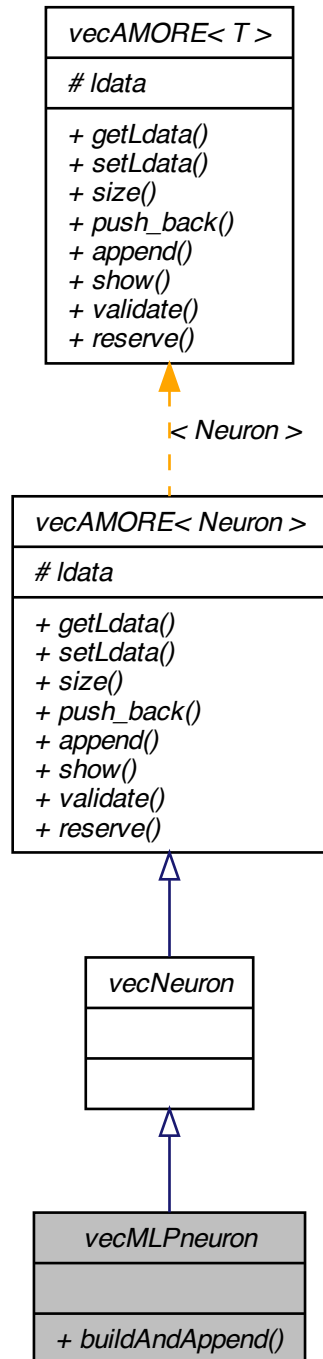 vecAMORE< T >
# ldata
+ getLdata()
+ setLdata()
+ size()
+ push_back()
+ append()
+ show()
+ validate()
+ reserve()
< Neuron >
vecAMORE< Neuron >
# ldata
+ getLdata()
+ setLdata()
+ size()
+ push_back()
+ append()
+ show()
+ validate()
+ reserve()
vecNeuron
vecMLPneuron
+ buildAndAppend()